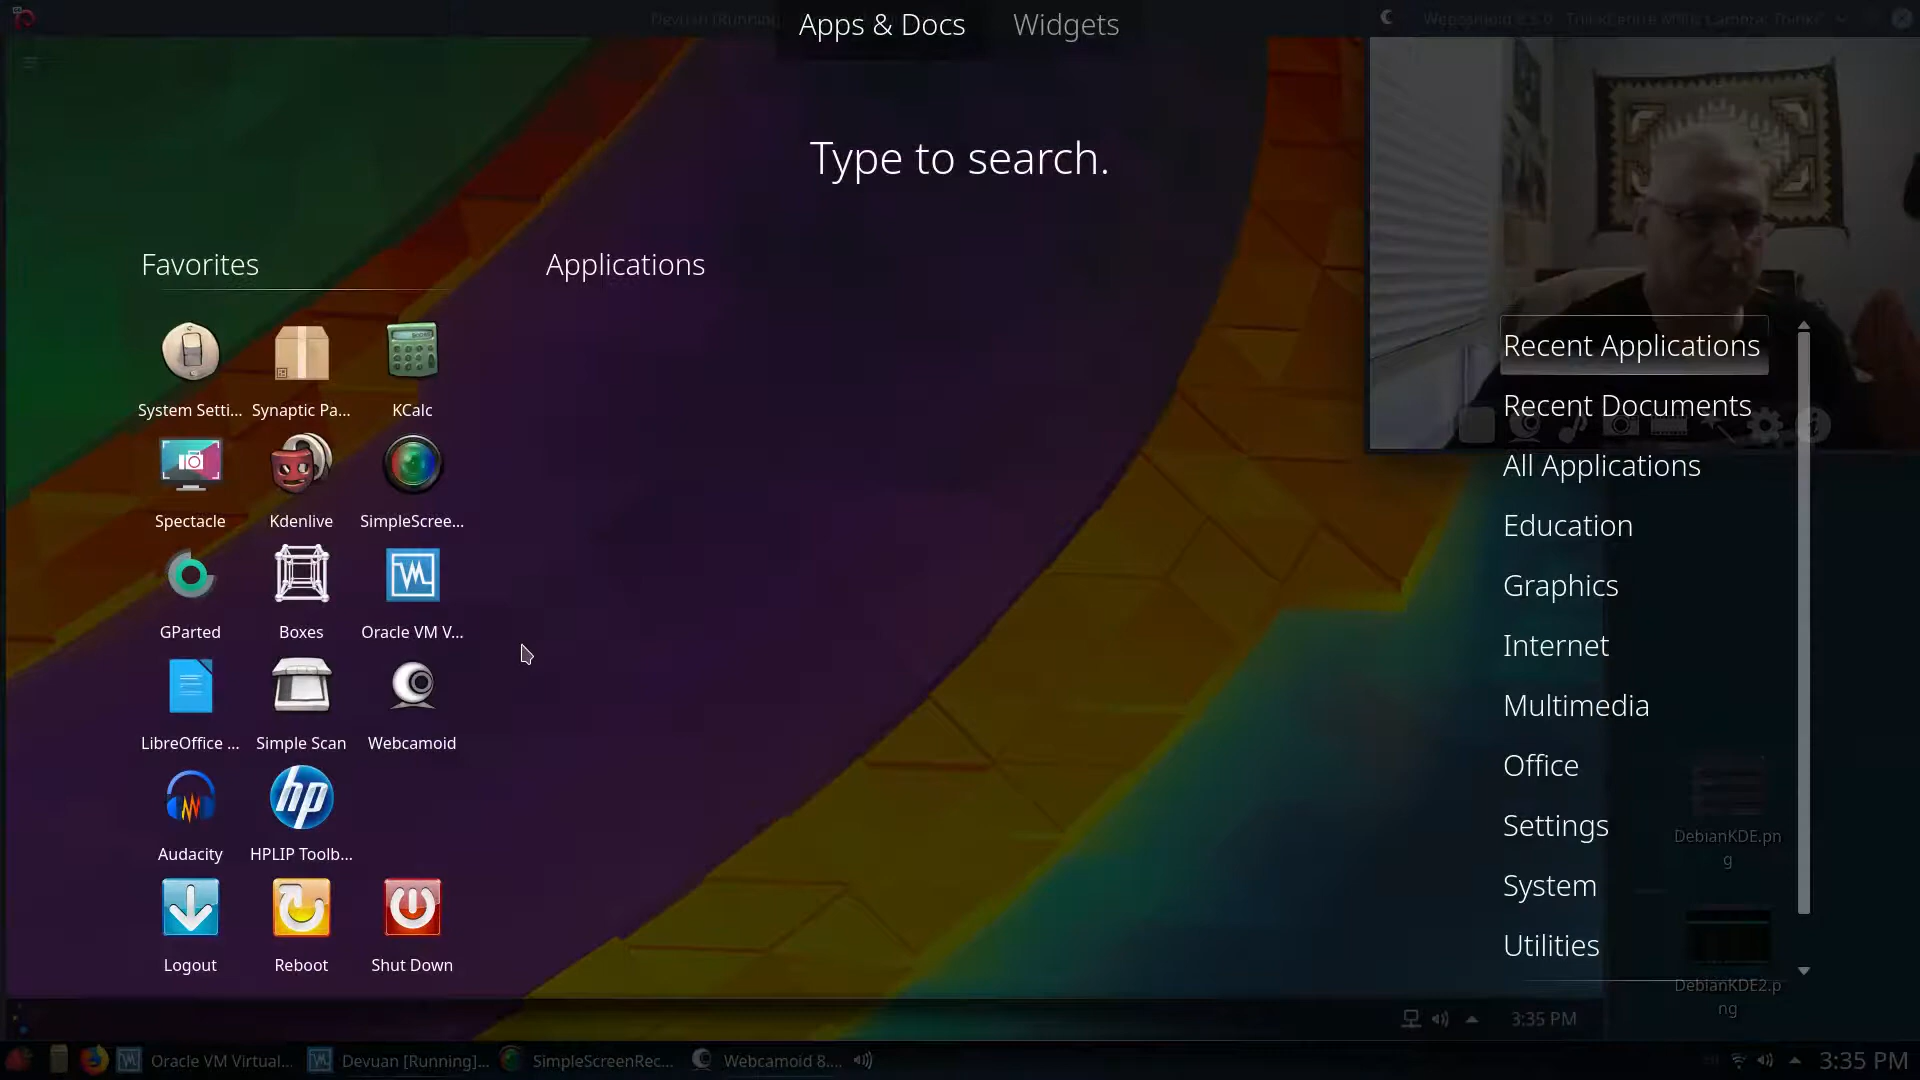 Devuan [Running]
Apps & Docs
Widgets
Type to search.
Favorites
Applications
System Setti...
Synaptic Pa...
KCalc
Spectacle
Kdenlive
SimpleScree...
GParted
Boxes
Oracle VM V...
LibreOffice ...
Simple Scan
Webcamoid
Audacity
HPLIP Toolb...
Logout
Reboot
Shut Down
Recent Applications
Recent Documents
All Applications
Education
Graphics
Internet
Multimedia
Office
Settings
System
Utilities
DebianKDE.pn
g
DebianKDE2.p
ng
3:35 PM
Oracle VM Virtual...
Devuan [Running]...
SimpleScreenRec...
Webcamoid 8....
3:35 PM